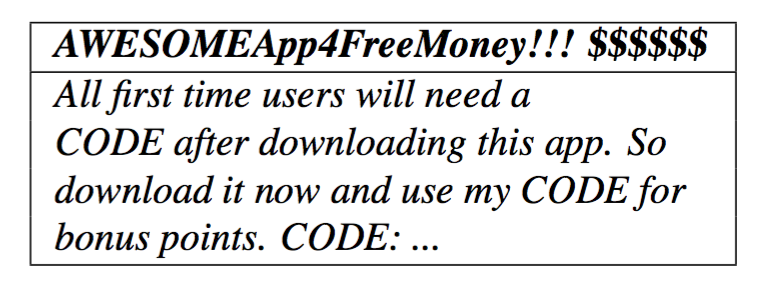 AWESOMEApp4FreeMoney!!! $$$$$$
All first time users will need a
CODE after downloading this app. So
download it now and use my CODE for
bonus points. CODE: ...